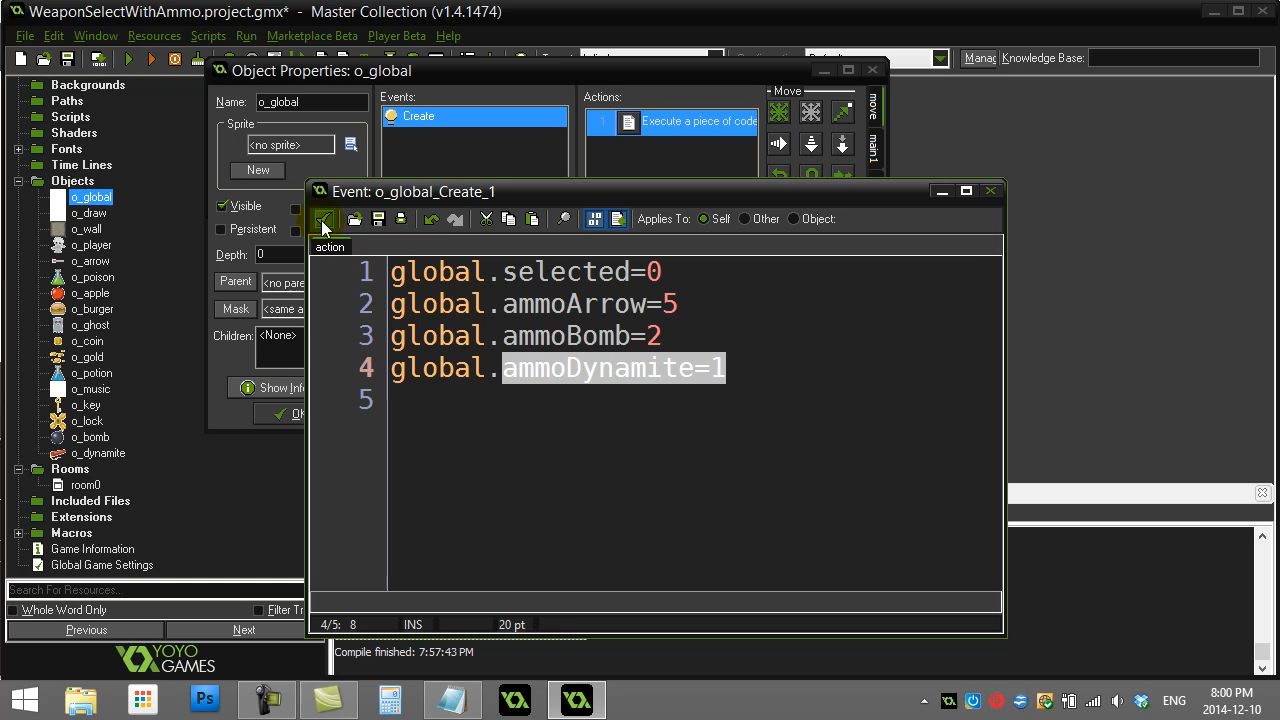 WeaponSelectWithAmmo.project.gmx* - Master Collection (v1.4.1474)
File Edit Window Resources Scripts Run Marketplace Beta Player Beta Help
Manag Knowledge Base:
Backgrounds
Paths
Scripts
Shaders
Fonts
Time Lines
Objects
o_global
o_draw
o_wall
o_player
o_arrow
o_poison
o_apple
o_burger
o_ghost
o_coin
o_gold
o_potion
o_music
o_key
o_lock
o_bomb
o_dynamite
Rooms
room0
Included Files
Extensions
Macros
Game Information
Global Game Settings
Search For Resources...
Whole Word Only Filter Tr
Previous Next
YOYO
GAMES
Object Properties: o_global
Name: o_global
Sprite
<no sprite>
New
Visible
Persistent
Depth: 0
Parent <no pare
Mask <same a
Children: <None>
Show Info
OK
Events:
Create
Actions:
1 Execute a piece of code
Move
move
main1
Event: o_global_Create_1
Applies To: Self Other Object:
action
1 global.selected=0
2 global.ammoArrow=5
3 global.ammoBomb=2
4 global.ammoDynamite=1
5
4/5: 8 INS 20 pt
Compile finished: 7:57:43 PM
Ps
ENG
8:00 PM
2014-12-10